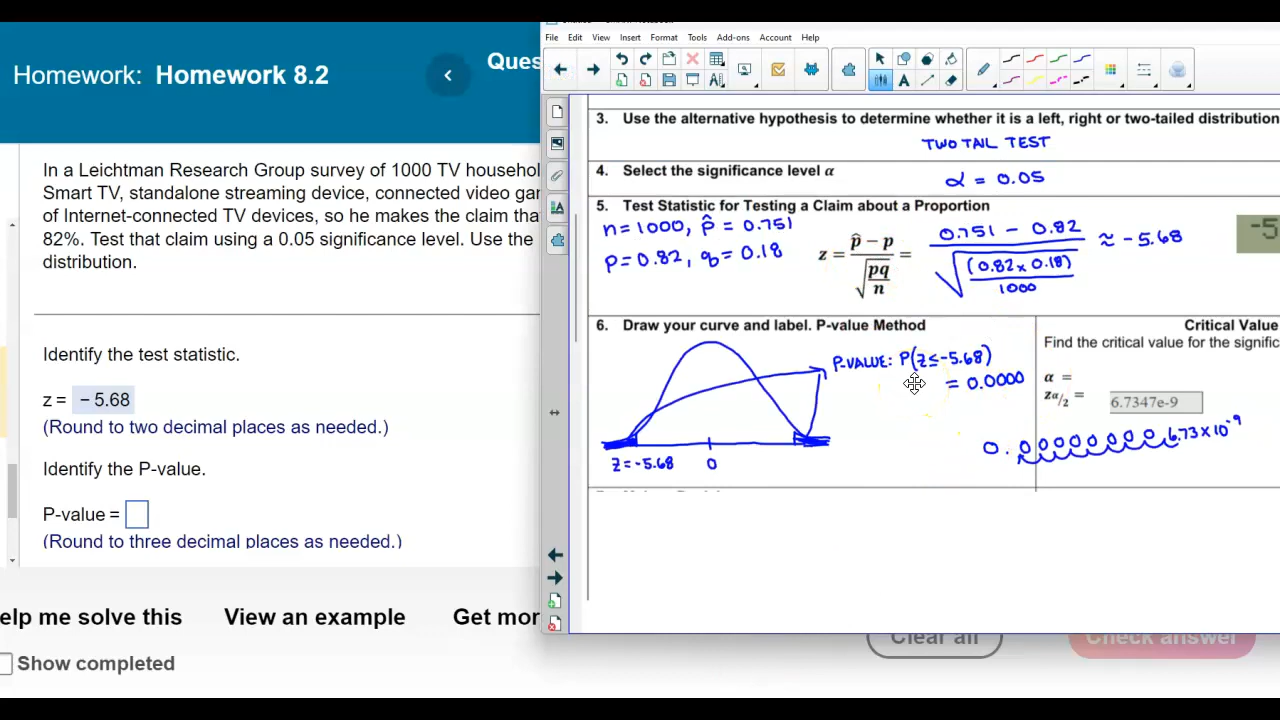 Homework: Homework 8.2
‹
Ques
In a Leichtman Research Group survey of 1000 TV househol
Smart TV, standalone streaming device, connected video gar
of Internet-connected TV devices, so he makes the claim tha
82%. Test that claim using a 0.05 significance level. Use the
distribution.
Identify the test statistic.
z = − 5.68
(Round to two decimal places as needed.)
Identify the P-value.
P-value =
(Round to three decimal places as needed.)
elp me solve this View an example Get mor
Clear all
Check answer
Show completed
File Edit View Insert Format Tools Add-ons Account Help
3. Use the alternative hypothesis to determine whether it is a left, right or two-tailed distribution
TWO TAIL TEST
4. Select the significance level α
α = 0.05
5. Test Statistic for Testing a Claim about a Proportion
n=1000, p̂ = 0.751
p=0.82, q=0.18
z = p̂ − p / √(pq/n) = 0.751 − 0.82 / √((0.82 x 0.18)/1000) ≈ −5.68
-5
6. Draw your curve and label. P-value Method
P-VALUE: P(Z≤-5.68)
= 0.0000
Z=-5.68 0
Critical Value
Find the critical value for the signific
α =
zα/2 =
6.7347e-9
0.00000000 6.73x10⁻⁹